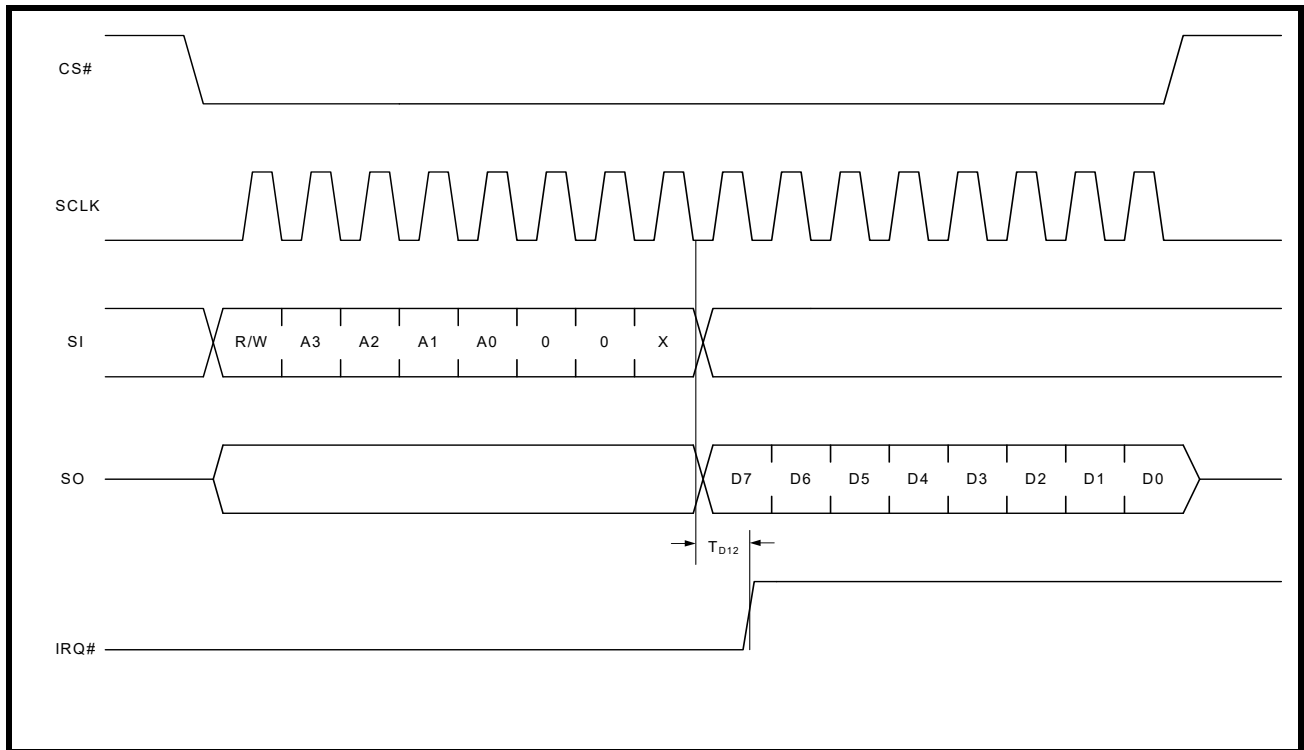 CS#
SCLK
SI R/W A3 A2 A1 A0 0 0 X
SO D7 D6 D5 D4 D3 D2 D1 D0
TD12
IRQ#